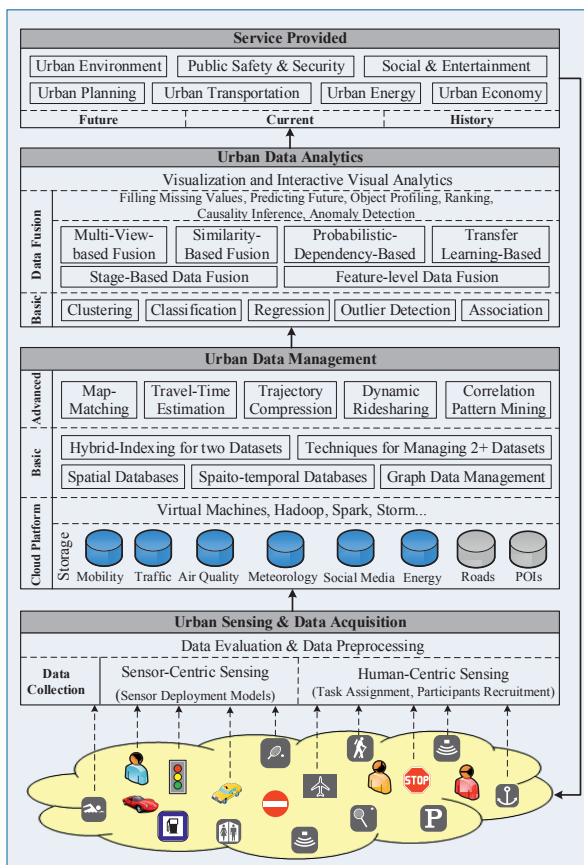 Service Provided
Urban Environment
Public Safety & Security
Social & Entertainment
Urban Planning
Urban Transportation
Urban Energy
Urban Economy
Future
Current
History
Urban Data Analytics
Visualization and Interactive Visual Analytics
Data Fusion
Filling Missing Values, Predicting Future, Object Profiling, Ranking,
Causality Inference, Anomaly Detection
Multi-View-
based Fusion
Similarity-
Based Fusion
Probabilistic-
Dependency-Based
Transfer
Learning-Based
Stage-Based Data Fusion
Feature-level Data Fusion
Basic
Clustering
Classification
Regression
Outlier Detection
Association
Urban Data Management
Advanced
Map-
Matching
Travel-Time
Estimation
Trajectory
Compression
Dynamic
Ridesharing
Correlation
Pattern Mining
Basic
Hybrid-Indexing for two Datasets
Techniques for Managing 2+ Datasets
Spatial Databases
Spaito-temporal Databases
Graph Data Management
Cloud Platform
Virtual Machines, Hadoop, Spark, Storm...
Storage
Mobility
Traffic
Air Quality
Meteorology
Social Media
Energy
Roads
POIs
Urban Sensing & Data Acquisition
Data Evaluation & Data Preprocessing
Data
Collection
Sensor-Centric Sensing
(Sensor Deployment Models)
Human-Centric Sensing
(Task Assignment, Participants Recruitment)
STOP
P